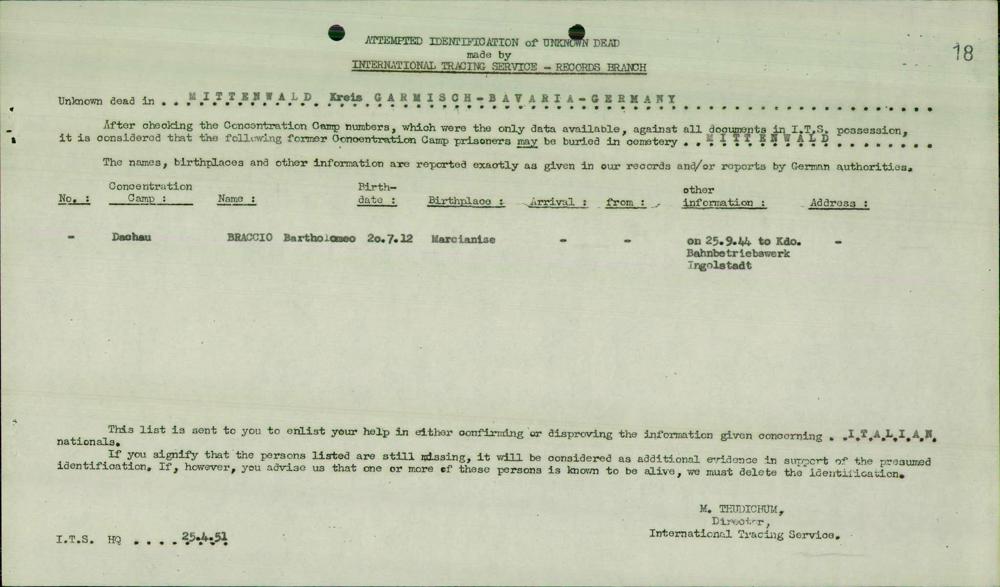 ATTEMPTED IDENTIFICATION of UNKNOWN DEAD
made by
INTERNATIONAL TRACING SERVICE - RECORDS BRANCH
18
Unknown dead in . . MITTENWALD Kreis GARMISCH-BAVARIA-GERMANY . . . . . . . . . . . . . . . . . .
After checking the Concentration Camp numbers, which were the only data available, against all documents in I.T.S. possession,
it is considered that the following former Concentration Camp prisoners may be buried in cemetery . . MITTENWALD . . . . . . . . .
The names, birthplaces and other information are reported exactly as given in our records and/or reports by German authorities.
No. : Concentration Camp : Name : Birth-date : Birthplace : Arrival : from : other information : Address :
- Dachau BRACCIO Bartholomeo 20.7.12 Marcianise - - on 25.9.44 to Kdo. -
Bahnbetriebswerk
Ingolstadt
This list is sent to you to enlist your help in either confirming or disproving the information given concerning . .I.T.A.L.I.A.N.
nationals.
If you signify that the persons listed are still missing, it will be considered as additional evidence in support of the presumed
identification. If, however, you advise us that one or more of these persons is known to be alive, we must delete the identification.
M. THUDICHUM,
Director,
International Tracing Service.
I.T.S. HQ . . . . 25.4.51